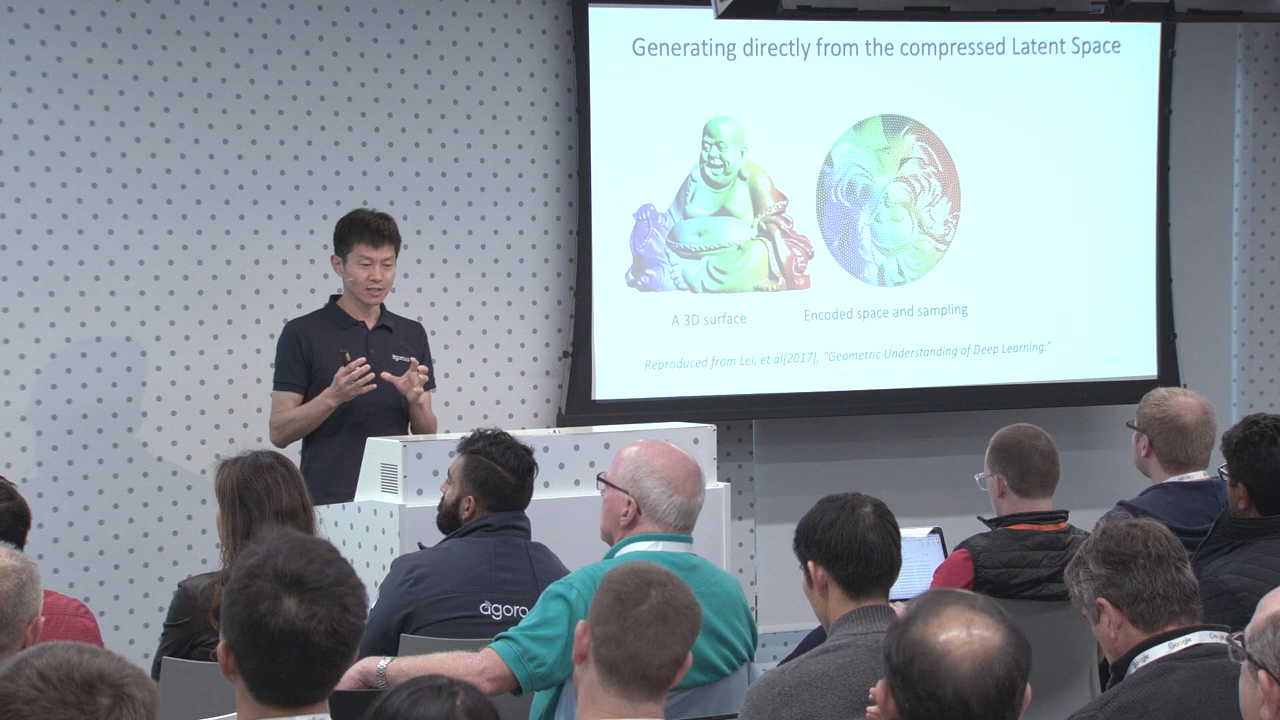 Generating directly from the compressed Latent Space
A 3D surface
Encoded space and sampling
Reproduced from Lei, et al[2017], "Geometric Understanding of Deep Learning."
agora
Google